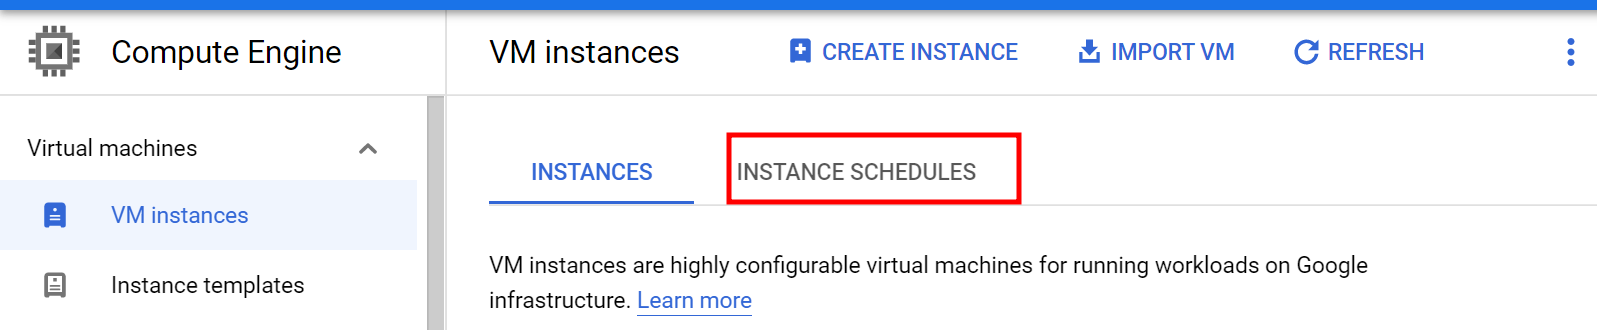 Compute Engine
VM instances
CREATE INSTANCE
IMPORT VM
REFRESH
Virtual machines
VM instances
Instance templates
INSTANCES
INSTANCE SCHEDULES
VM instances are highly configurable virtual machines for running workloads on Google
infrastructure. Learn more